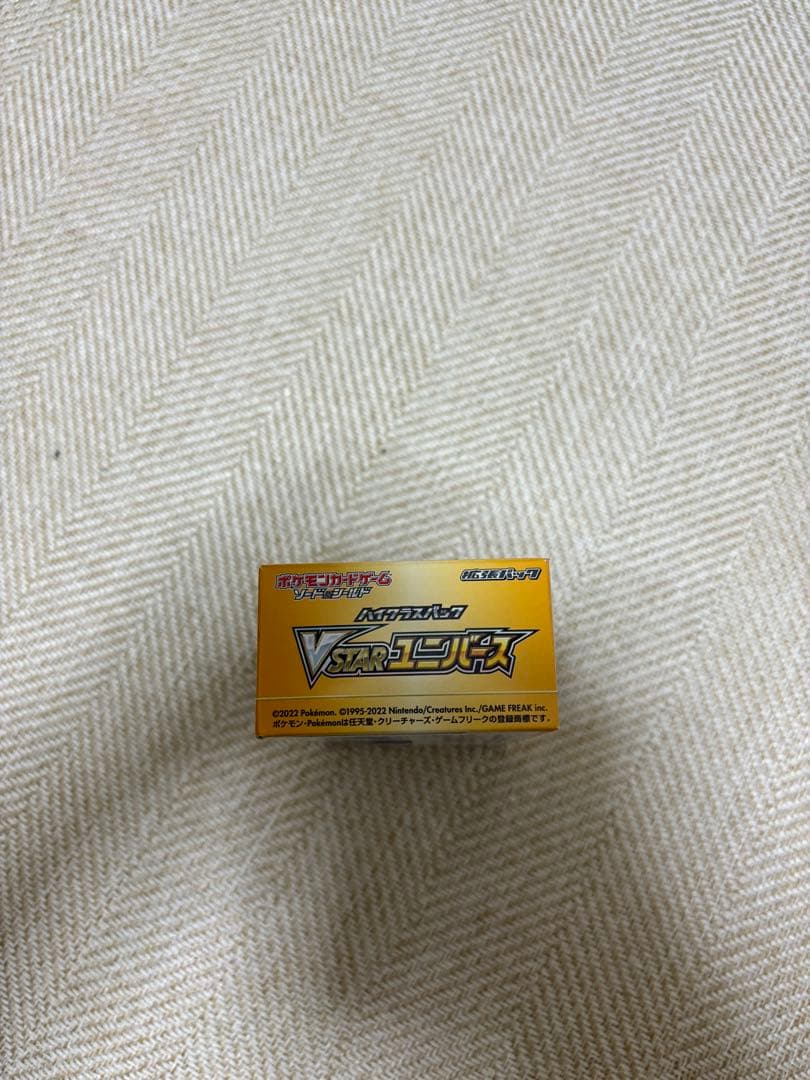 ポケモンカードゲーム
拡張パック
ソード&シールド
ハイクラスパック
VSTARユニバース
©2022 Pokémon. ©1995-2022 Nintendo/Creatures Inc./GAME FREAK inc.
ポケモン・Pokémonは任天堂・クリーチャーズ・ゲームフリークの登録商標です。